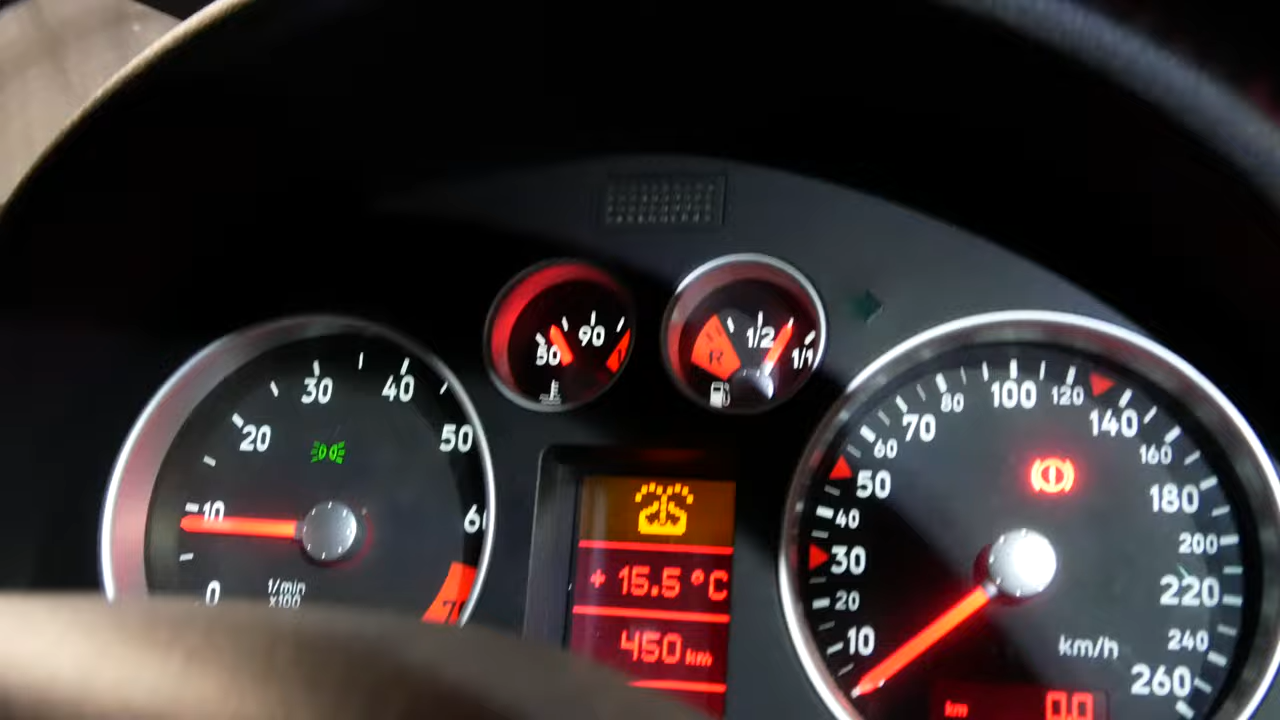 50 90
R 1/2 1/1
0 10 20 30 40 50
1/min
x100
+ 15.5 °C
450 km
10 20 30 40 50 60 70 80 100 120 140 160 180 200 220 240 260
km/h
km 0.0